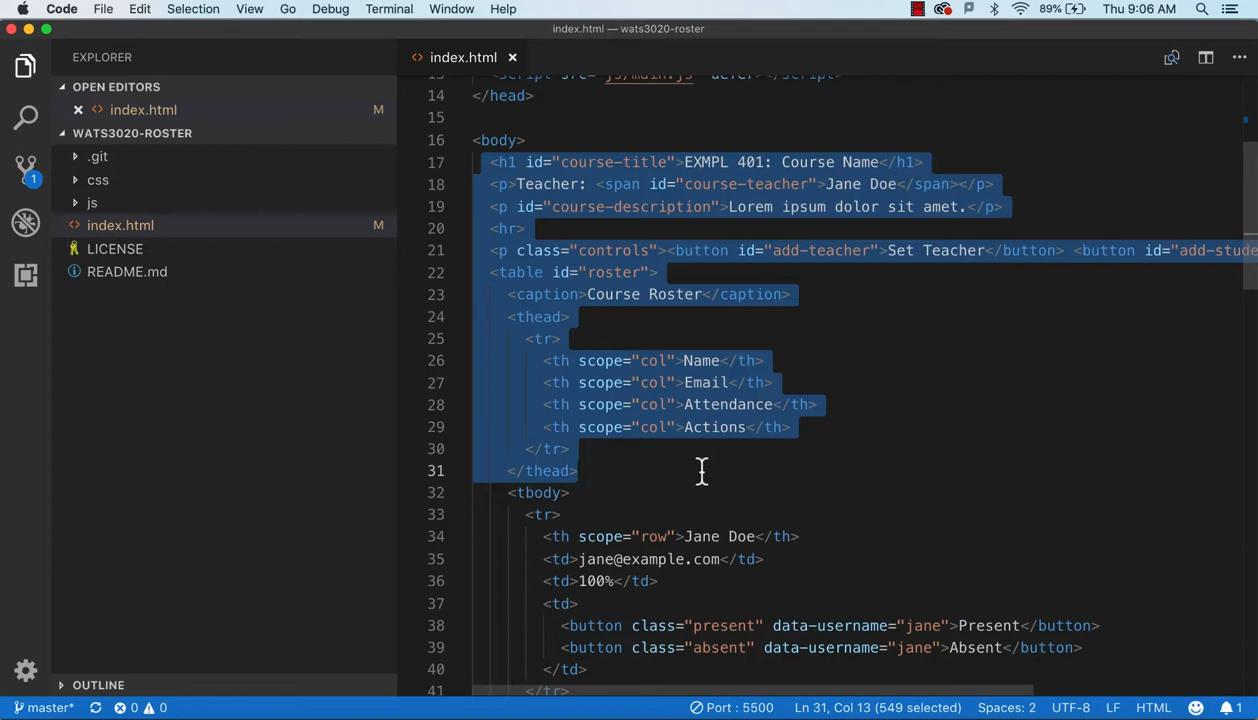 Code File Edit Selection View Go Debug Terminal Window Help 89% Thu 9:06 AM
index.html — wats3020-roster
EXPLORER
OPEN EDITORS
index.html M
WATS3020-ROSTER
.git
css
js
index.html M
LICENSE
README.md
OUTLINE
1
index.html
14 </head>
15
16 <body>
17 <h1 id="course-title">EXMPL 401: Course Name</h1>
18 <p>Teacher: <span id="course-teacher">Jane Doe</span></p>
19 <p id="course-description">Lorem ipsum dolor sit amet.</p>
20 <hr>
21 <p class="controls"><button id="add-teacher">Set Teacher</button> <button id="add-stude
22 <table id="roster">
23 <caption>Course Roster</caption>
24 <thead>
25 <tr>
26 <th scope="col">Name</th>
27 <th scope="col">Email</th>
28 <th scope="col">Attendance</th>
29 <th scope="col">Actions</th>
30 </tr>
31 </thead>
32 <tbody>
33 <tr>
34 <th scope="row">Jane Doe</th>
35 <td>jane@example.com</td>
36 <td>100%</td>
37 <td>
38 <button class="present" data-username="jane">Present</button>
39 <button class="absent" data-username="jane">Absent</button>
40 </td>
41 </tr>
master* 0 0 Port : 5500 Ln 31, Col 13 (549 selected) Spaces: 2 UTF-8 LF HTML 1